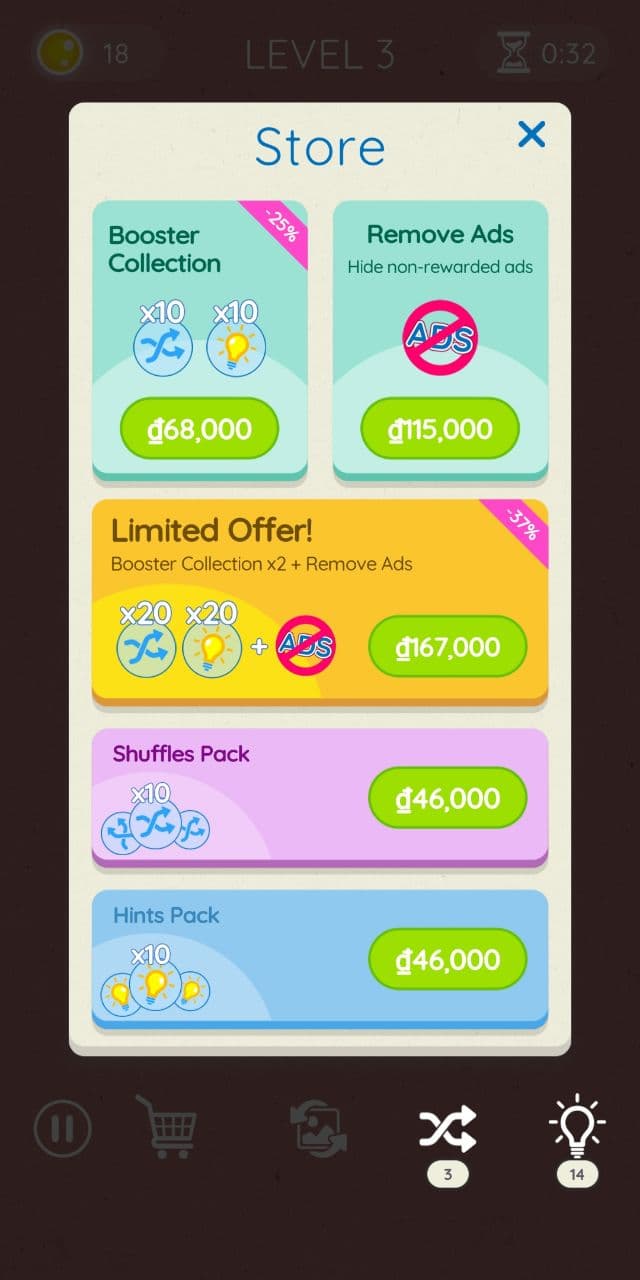 18
LEVEL 3
0:32
Store
Booster
Collection
-25%
x10 x10
₫68,000
Remove Ads
Hide non-rewarded ads
ADS
₫115,000
Limited Offer!
-37%
Booster Collection x2 + Remove Ads
x20 x20 + ADS
₫167,000
Shuffles Pack
x10
₫46,000
Hints Pack
x10
₫46,000
3
14